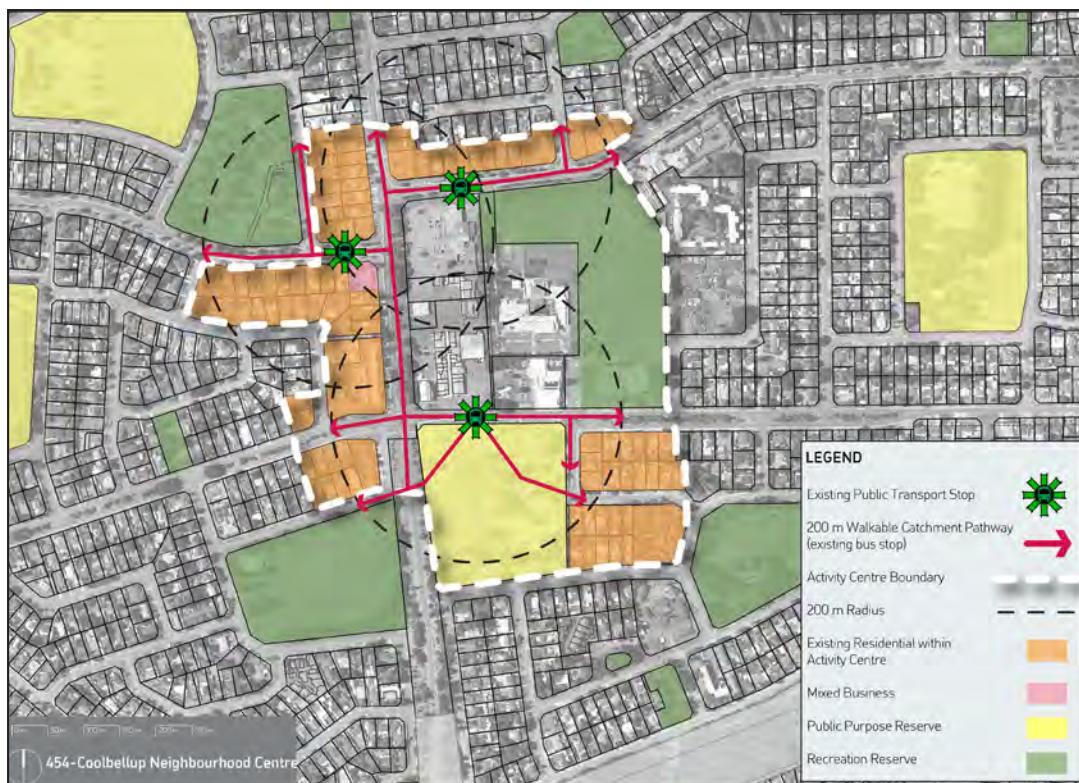 LEGEND
Existing Public Transport Stop
200 m Walkable Catchment Pathway
(existing bus stop)
Activity Centre Boundary
200 m Radius
Existing Residential within
Activity Centre
Mixed Business
Public Purpose Reserve
Recreation Reserve
454-Coolbellup Neighbourhood Centre